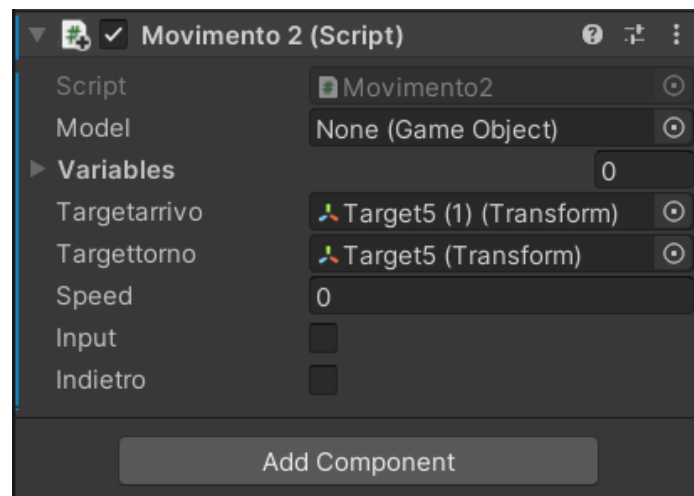 Movimento 2 (Script)
Script Movimento2
Model None (Game Object)
Variables 0
Targetarrivo Target5 (1) (Transform)
Targettorno Target5 (Transform)
Speed 0
Input
Indietro
Add Component